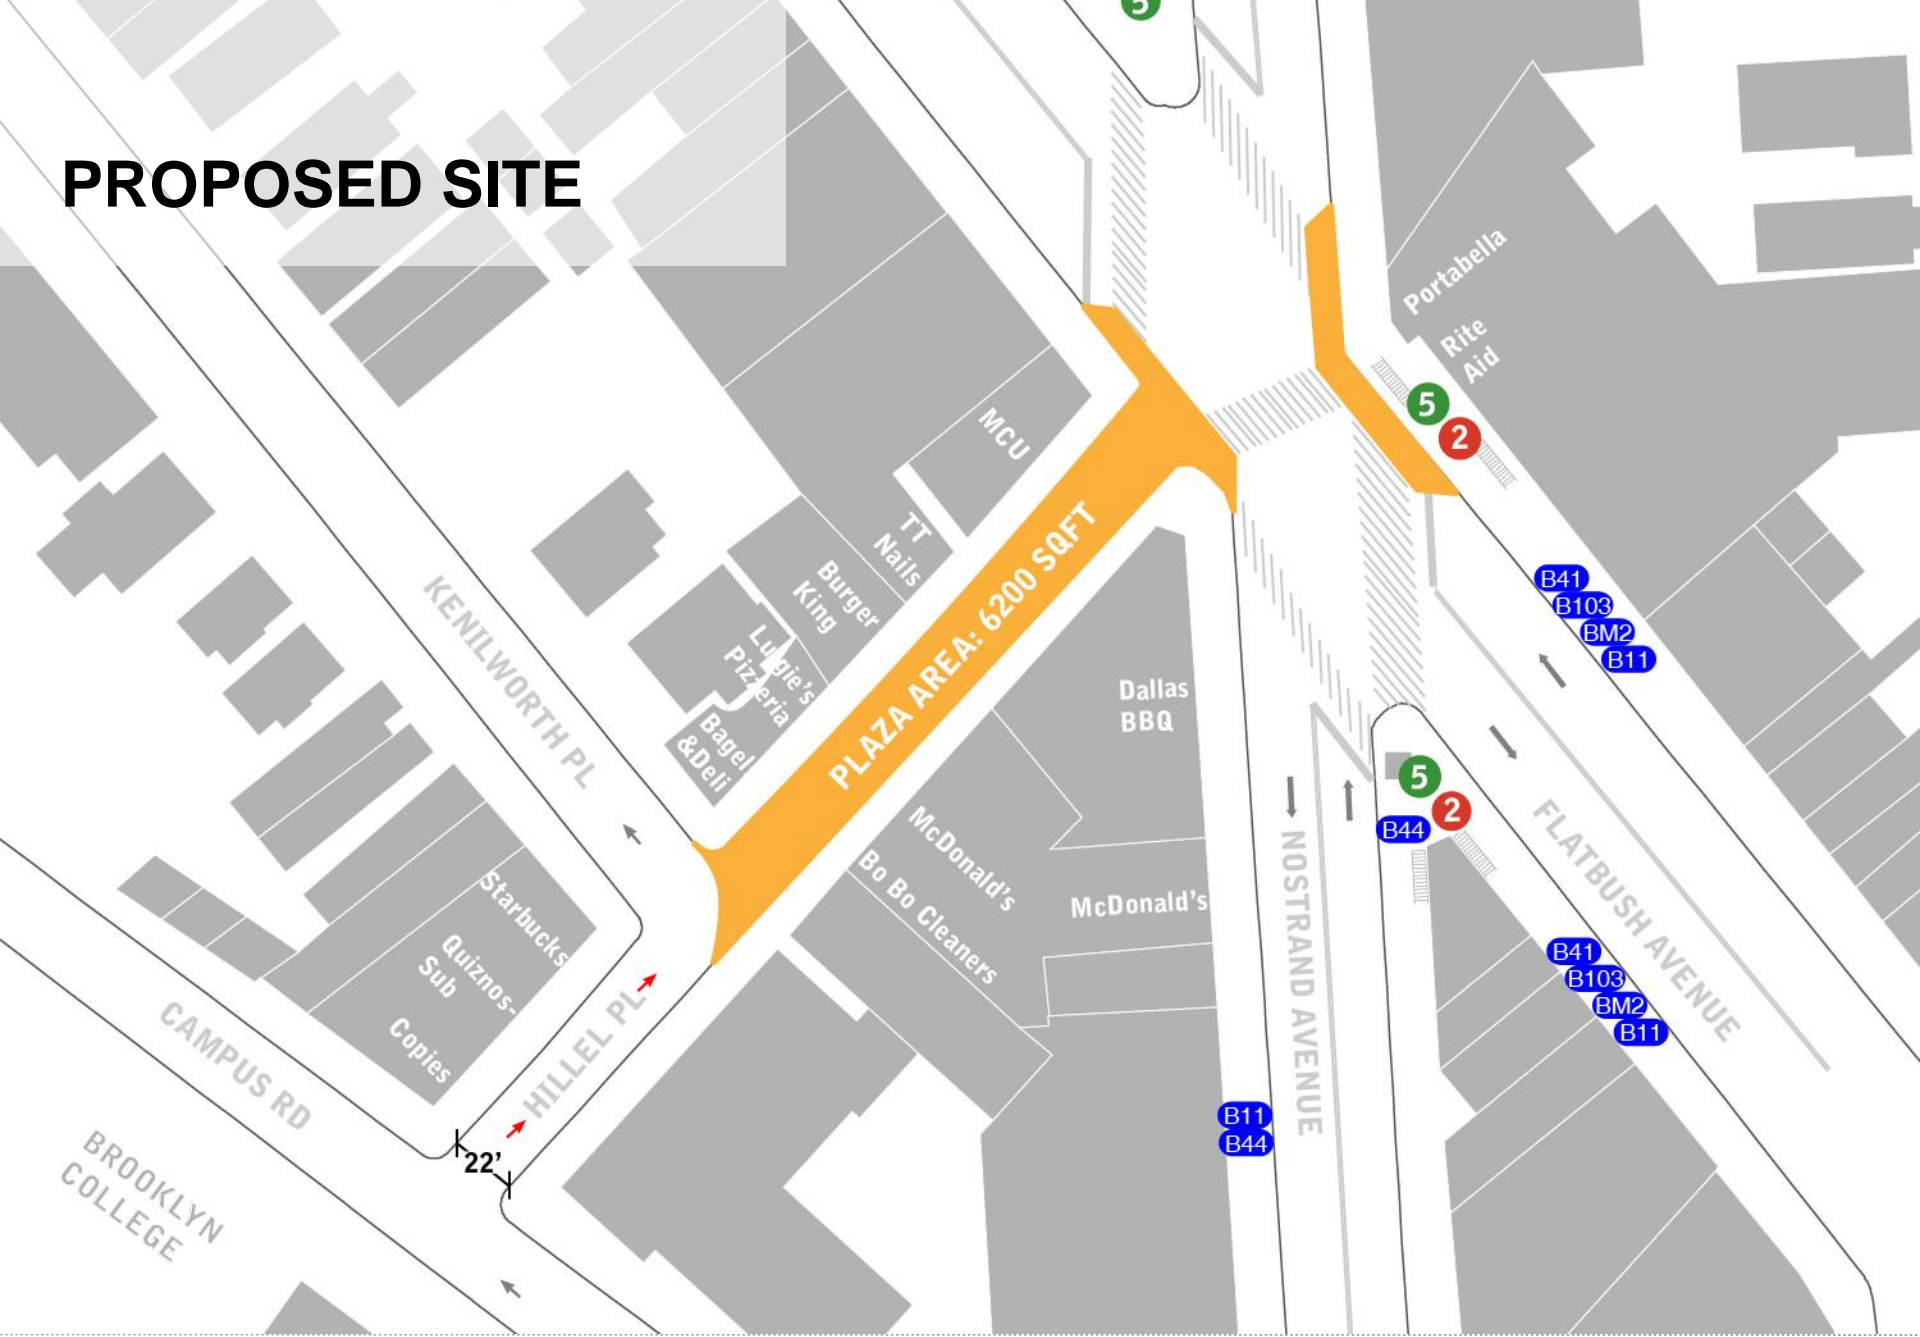 5
PROPOSED SITE
Portabella
Rite
Aid
5
2
MCU
TT
Nails
Burger
King
Luigie's
Pizzeria
Bagel
&Deli
PLAZA AREA: 6200 SQFT
KENILWORTH PL
B41
B103
BM2
B11
Dallas
BBQ
5
2
B44
McDonald's
McDonald's
Bo Bo Cleaners
NOSTRAND AVENUE
FLATBUSH AVENUE
Starbucks
Quiznos-
Sub
Copies
B41
B103
BM2
B11
HILLEL PL
CAMPUS RD
22'
B11
B44
BROOKLYN
COLLEGE